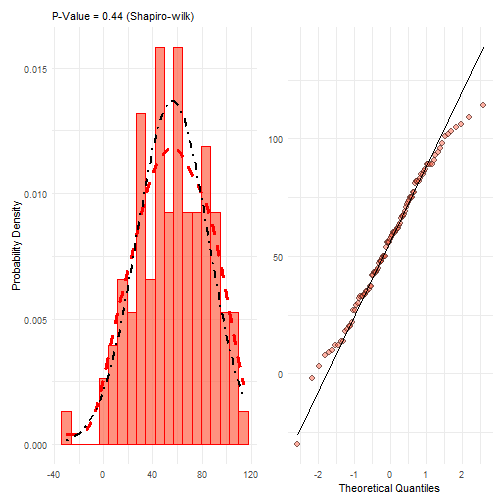 P-Value = 0.44 (Shapiro-wilk)
Probability Density
0.015
0.010
0.005
0.000
-40 0 40 80 120
100
50
0
-2 -1 0 1 2
Theoretical Quantiles